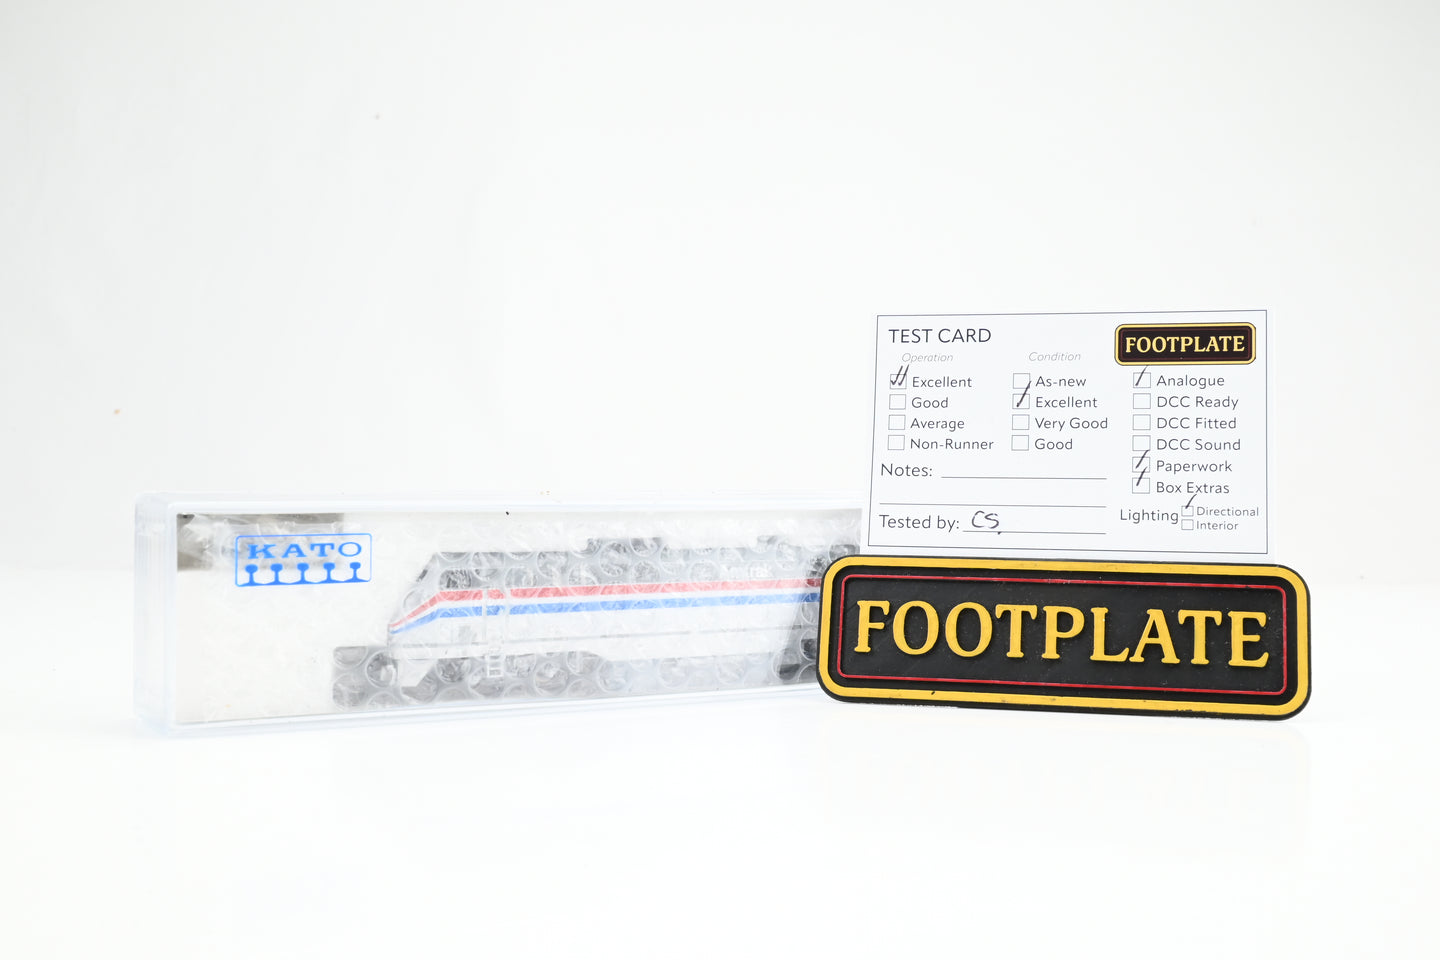 KATO
Amtrak
TEST CARD
FOOTPLATE
Operation
Condition
Excellent
Good
Average
Non-Runner
As-new
Excellent
Very Good
Good
Analogue
DCC Ready
DCC Fitted
DCC Sound
Paperwork
Box Extras
Notes:
Lighting
Directional
Interior
Tested by: CS.
FOOTPLATE